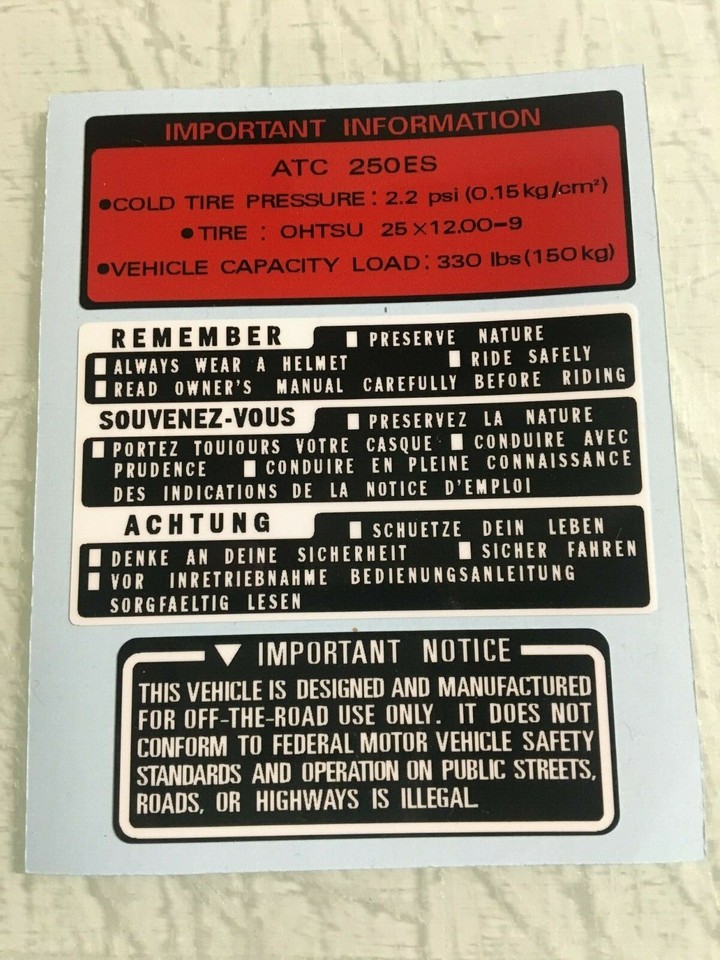 IMPORTANT INFORMATION
ATC 250ES
•COLD TIRE PRESSURE: 2.2 psi (0.15 kg/cm²)
•TIRE : OHTSU 25×12.00–9
•VEHICLE CAPACITY LOAD: 330 lbs (150 kg)
REMEMBER PRESERVE NATURE
ALWAYS WEAR A HELMET RIDE SAFELY
READ OWNER'S MANUAL CAREFULLY BEFORE RIDING
SOUVENEZ-VOUS PRESERVEZ LA NATURE
PORTEZ TOUIOURS VOTRE CASQUE CONDUIRE AVEC
PRUDENCE CONDUIRE EN PLEINE CONNAISSANCE
DES INDICATIONS DE LA NOTICE D'EMPLOI
ACHTUNG SCHUETZE DEIN LEBEN
DENKE AN DEINE SICHERHEIT SICHER FAHREN
VOR INRETRIEBNAHME BEDIENUNGSANLEITUNG
SORGFAELTIG LESEN
▼ IMPORTANT NOTICE
THIS VEHICLE IS DESIGNED AND MANUFACTURED
FOR OFF-THE-ROAD USE ONLY. IT DOES NOT
CONFORM TO FEDERAL MOTOR VEHICLE SAFETY
STANDARDS AND OPERATION ON PUBLIC STREETS,
ROADS, OR HIGHWAYS IS ILLEGAL.